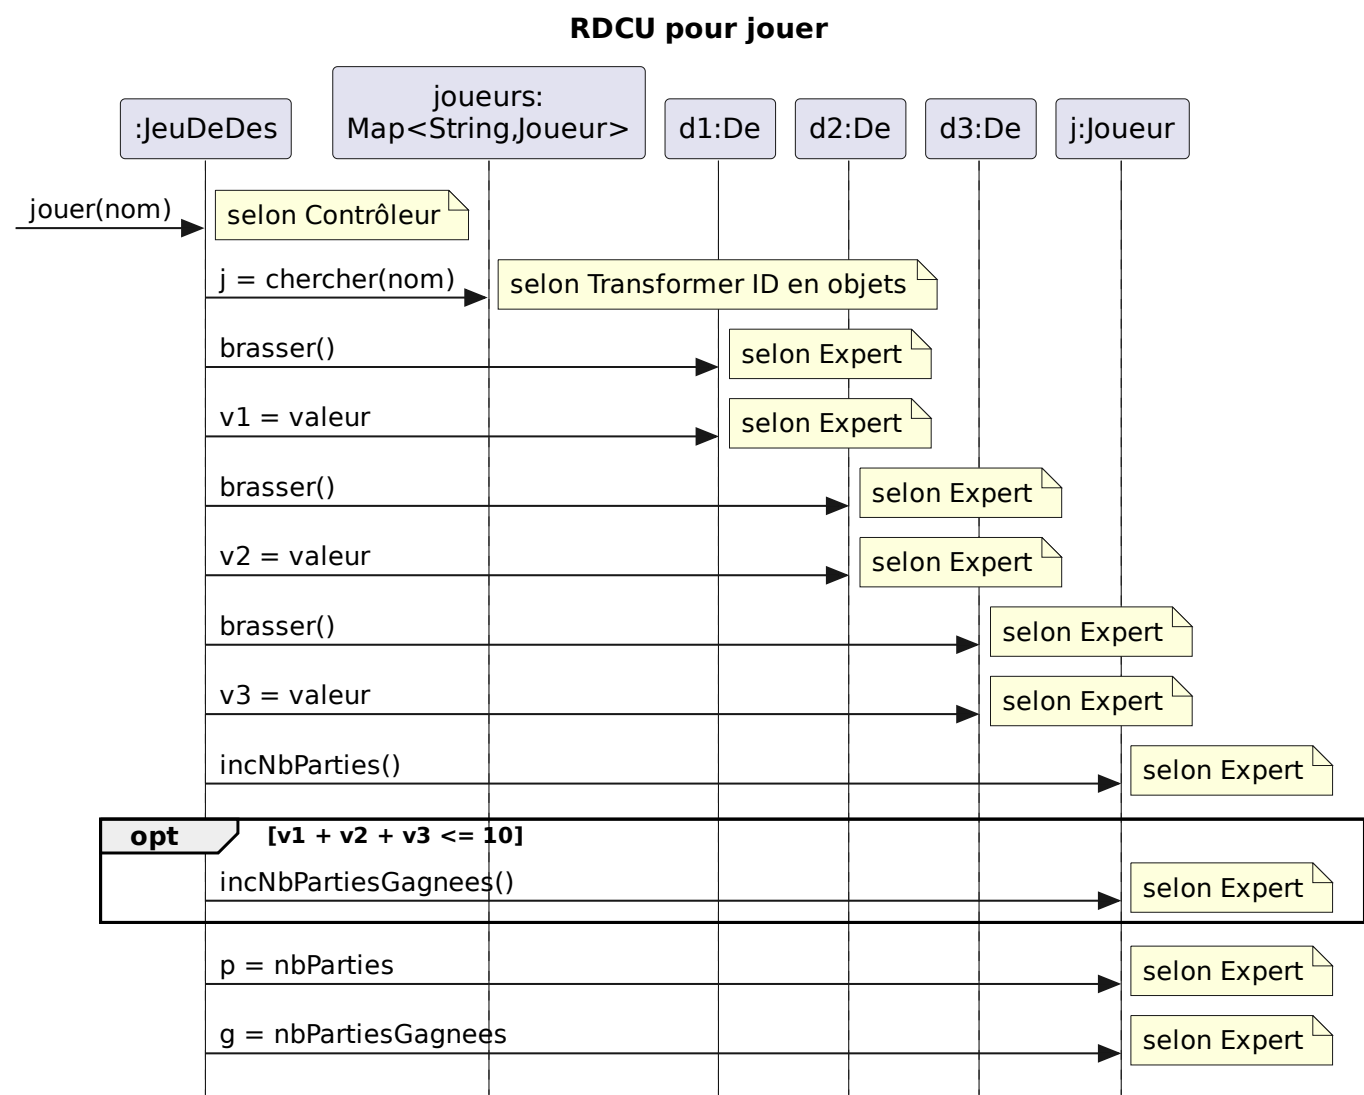 RDCU pour jouer
:JeuDeDes
joueurs:
Map<String,Joueur>
d1:De
d2:De
d3:De
j:Joueur
jouer(nom)
selon Contrôleur
j = chercher(nom)
selon Transformer ID en objets
brasser()
selon Expert
v1 = valeur
selon Expert
brasser()
selon Expert
v2 = valeur
selon Expert
brasser()
selon Expert
v3 = valeur
selon Expert
incNbParties()
selon Expert
opt
[v1 + v2 + v3 <= 10]
incNbPartiesGagnees()
selon Expert
p = nbParties
selon Expert
g = nbPartiesGagnees
selon Expert